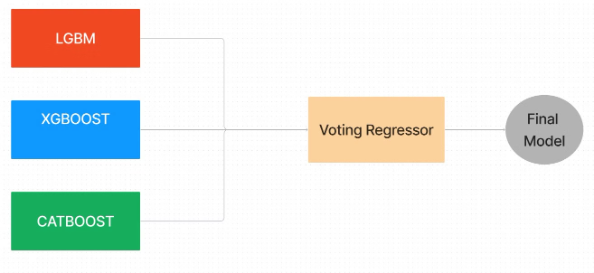 LGBM
XGBOOST
CATBOOST
Voting Regressor
Final
Model